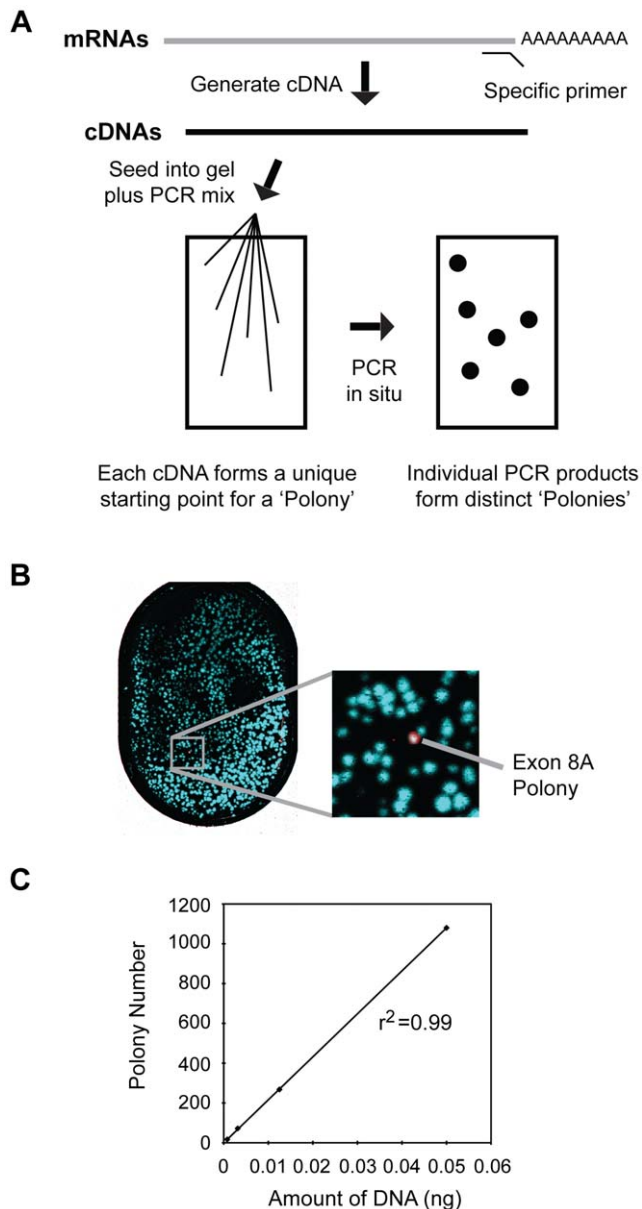 A
mRNAs
AAAAAAAAA
Generate cDNA
Specific primer
cDNAs
Seed into gel
plus PCR mix
PCR
in situ
Each cDNA forms a unique
starting point for a ‘Polony’
Individual PCR products
form distinct ‘Polonies’
B
Exon 8A
Polony
C
1200
1000
800
600
400
200
0
Polony Number
r²=0.99
0 0.01 0.02 0.03 0.04 0.05 0.06
Amount of DNA (ng)